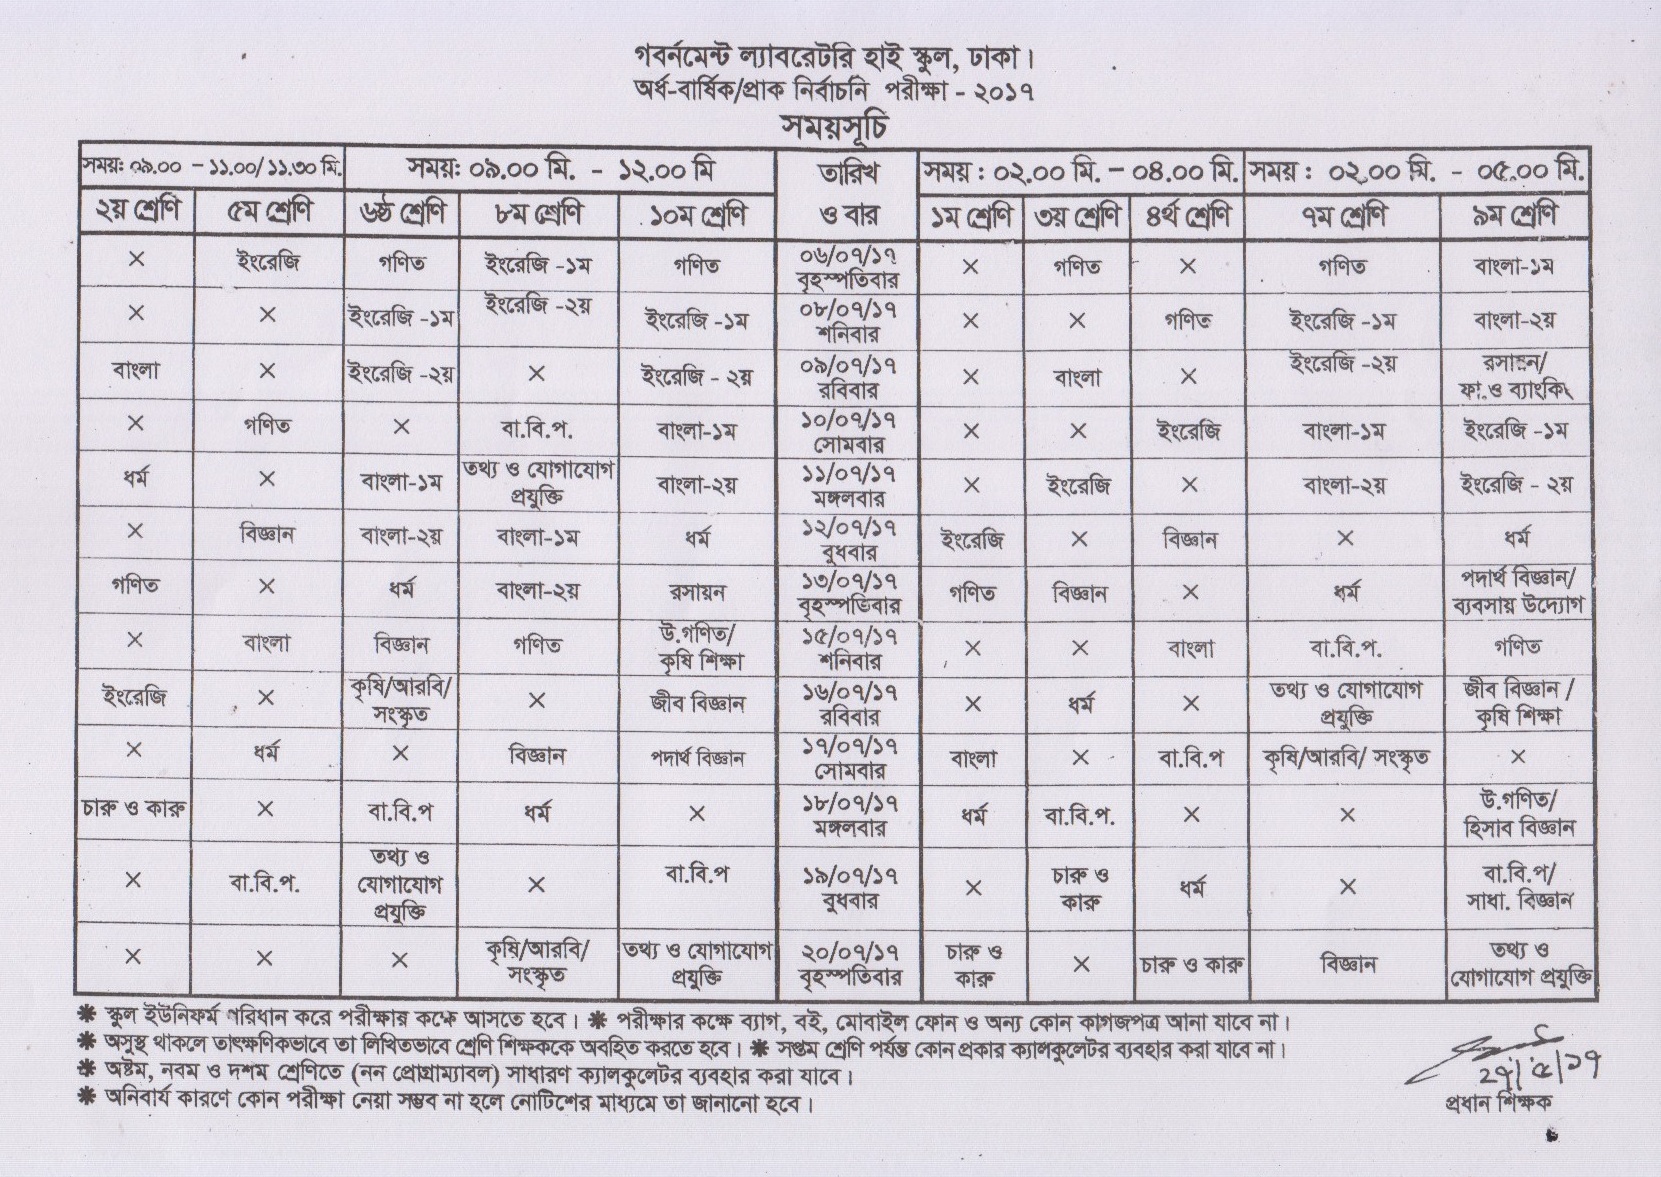 গবর্নমেন্ট ল্যাবরেটরি হাই স্কুল, ঢাকা।
অর্ধ-বার্ষিক/প্রাক নির্বাচনি পরীক্ষা - ২০১৭
সময়সূচি
সময়ঃ ০৯.০০ – ১১.০০/ ১১.৩০ মি. সময়ঃ ০৯.০০ মি. - ১২.০০ মি তারিখ সময় : ০২.০০ মি. – ০৪.০০ মি. সময় : ০২.০০ মি. - ০৫.০০ মি.
২য় শ্রেণি ৫ম শ্রেণি ৬ষ্ঠ শ্রেণি ৮ম শ্রেণি ১০ম শ্রেণি ও বার ১ম শ্রেণি ৩য় শ্রেণি ৪র্থ শ্রেণি ৭ম শ্রেণি ৯ম শ্রেণি
× ইংরেজি গণিত ইংরেজি -১ম গণিত ০৬/০৭/১৭ বৃহস্পতিবার × গণিত × গণিত বাংলা-১ম
× × ইংরেজি -১ম ইংরেজি -২য় ইংরেজি -১ম ০৮/০৭/১৭ শনিবার × × গণিত ইংরেজি -১ম বাংলা-২য়
বাংলা × ইংরেজি -২য় × ইংরেজি - ২য় ০৯/০৭/১৭ রবিবার × বাংলা × ইংরেজি -২য় রসায়ন/ ফা.ও ব্যাংকিং
× গণিত × বা.বি.প. বাংলা-১ম ১০/০৭/১৭ সোমবার × × ইংরেজি বাংলা-১ম ইংরেজি -১ম
ধর্ম × বাংলা-১ম তথ্য ও যোগাযোগ প্রযুক্তি বাংলা-২য় ১১/০৭/১৭ মঙ্গলবার × ইংরেজি × বাংলা-২য় ইংরেজি - ২য়
× বিজ্ঞান বাংলা-২য় বাংলা-১ম ধর্ম ১২/০৭/১৭ বুধবার ইংরেজি × বিজ্ঞান × ধর্ম
গণিত × ধর্ম বাংলা-২য় রসায়ন ১৩/০৭/১৭ বৃহস্পতিবার গণিত বিজ্ঞান × ধর্ম পদার্থ বিজ্ঞান/ ব্যবসায় উদ্যোগ
× বাংলা বিজ্ঞান গণিত উ.গণিত/ কৃষি শিক্ষা ১৫/০৭/১৭ শনিবার × × বাংলা বা.বি.প. গণিত
ইংরেজি × কৃষি/আরবি/ সংস্কৃত × জীব বিজ্ঞান ১৬/০৭/১৭ রবিবার × ধর্ম × তথ্য ও যোগাযোগ প্রযুক্তি জীব বিজ্ঞান / কৃষি শিক্ষা
× ধর্ম × বিজ্ঞান পদার্থ বিজ্ঞান ১৭/০৭/১৭ সোমবার বাংলা × বা.বি.প কৃষি/আরবি/ সংস্কৃত ×
চারু ও কারু × বা.বি.প ধর্ম × ১৮/০৭/১৭ মঙ্গলবার ধর্ম বা.বি.প. × × উ.গণিত/ হিসাব বিজ্ঞান
× বা.বি.প. তথ্য ও যোগাযোগ প্রযুক্তি × বা.বি.প ১৯/০৭/১৭ বুধবার × চারু ও কারু ধর্ম × বা.বি.প/ সাধা. বিজ্ঞান
× × × কৃষি/আরবি/ সংস্কৃত তথ্য ও যোগাযোগ প্রযুক্তি ২০/০৭/১৭ বৃহস্পতিবার চারু ও কারু × চারু ও কারু বিজ্ঞান তথ্য ও যোগাযোগ প্রযুক্তি
✱ স্কুল ইউনিফর্ম পরিধান করে পরীক্ষার কক্ষে আসতে হবে। ✱ পরীক্ষার কক্ষে ব্যাগ, বই, মোবাইল ফোন ও অন্য কোন কাগজপত্র আনা যাবে না।
✱ অসুস্থ থাকলে তাৎক্ষণিকভাবে তা লিখিতভাবে শ্রেণি শিক্ষককে অবহিত করতে হবে। ✱ সপ্তম শ্রেণি পর্যন্ত কোন প্রকার ক্যালকুলেটর ব্যবহার করা যাবে না।
✱ অষ্টম, নবম ও দশম শ্রেণিতে (নন প্রোগ্রাম্যাবল) সাধারণ ক্যালকুলেটর ব্যবহার করা যাবে।
✱ অনিবার্য কারণে কোন পরীক্ষা নেয়া সম্ভব না হলে নোটিশের মাধ্যমে তা জানানো হবে।
২৭/৫/১৭
প্রধান শিক্ষক